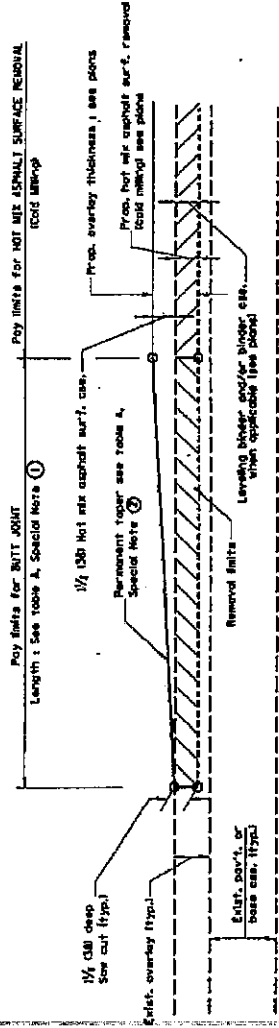 Pay limits for BUTT JOINT
Length : See table A, Special Note ①
Pay limits for HOT MIX ASPHALT SURFACE REMOVAL
(Cold Milling)
Prop. overlay thickness ; see plans
Prop. hot mix asphalt surf. removal
(Cold milling) see plans
1½ (38) Hot mix asphalt surf. cse.
Permanent taper see table A,
Special Note ②
1½ (38) deep
Saw cut (typ.)
Exist. overlay (typ.)
Exist. pav't. or
base cse. (typ.)
Removal limits
Leveling binder and/or binder cse.
when applicable (see plans)